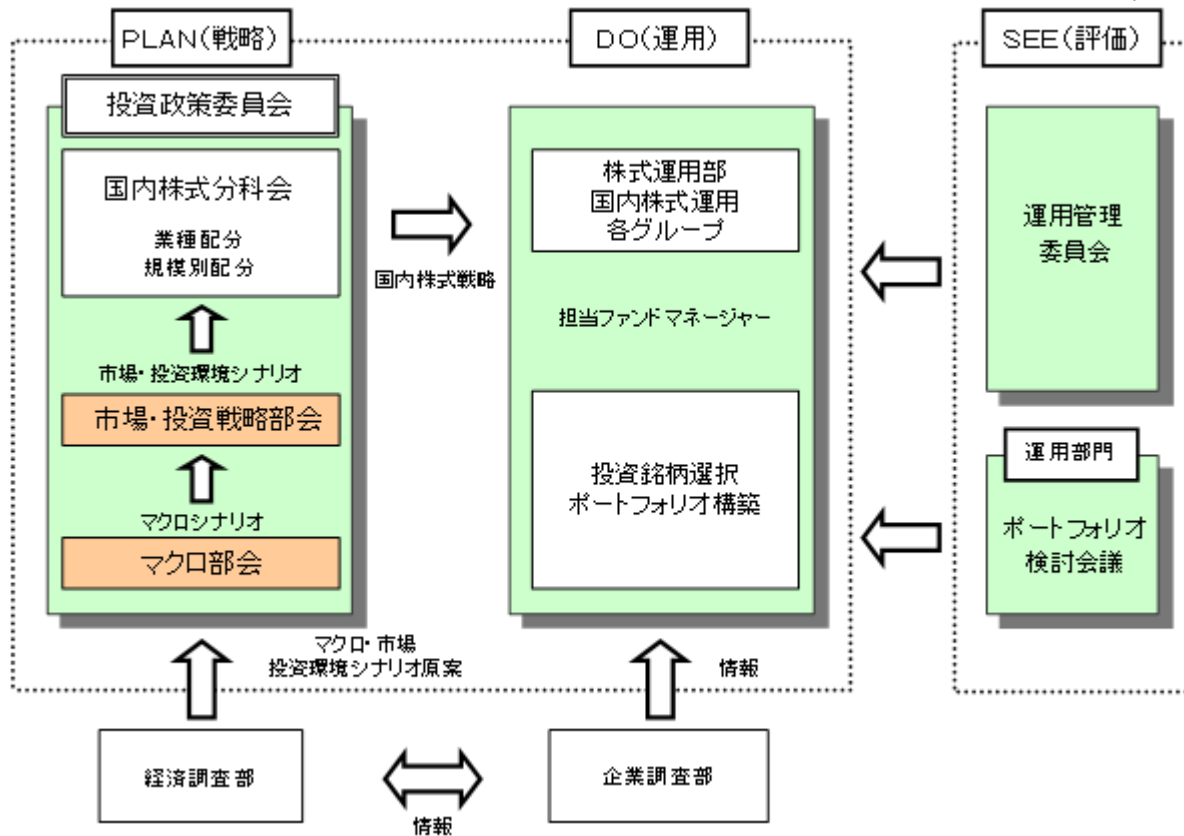 PLAN(戦略)
投資政策委員会
国内株式分科会
業種配分
規模別配分
市場・投資環境シナリオ
市場・投資戦略部会
マクロシナリオ
マクロ部会
国内株式戦略
DO(運用)
株式運用部
国内株式運用
各グループ
担当ファンドマネージャー
投資銘柄選択
ポートフォリオ構築
SEE(評価)
運用管理
委員会
運用部門
ポートフォリオ
検討会議
マクロ・市場
投資環境シナリオ原案
情報
経済調査部
情報
企業調査部